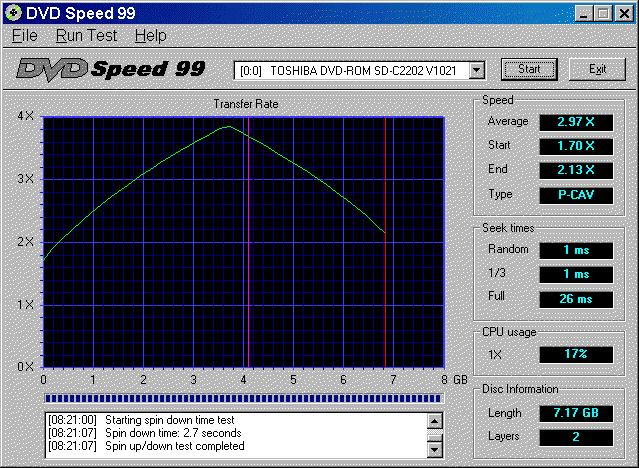 DVD Speed 99
File Run Test Help
DVD Speed 99
[0:0] TOSHIBA DVD-ROM SD-C2202 V1021
Start
Exit
Transfer Rate
4X
3X
2X
1X
0X
0 1 2 3 4 5 6 7 8 GB
[08:21:00] Starting spin down time test
[08:21:07] Spin down time: 2.7 seconds
[08:21:07] Spin up/down test completed
Speed
Average 2.97 X
Start 1.70 X
End 2.13 X
Type P-CAV
Seek times
Random 1 ms
1/3 1 ms
Full 26 ms
CPU usage
1X 17%
Disc Information
Length 7.17 GB
Layers 2